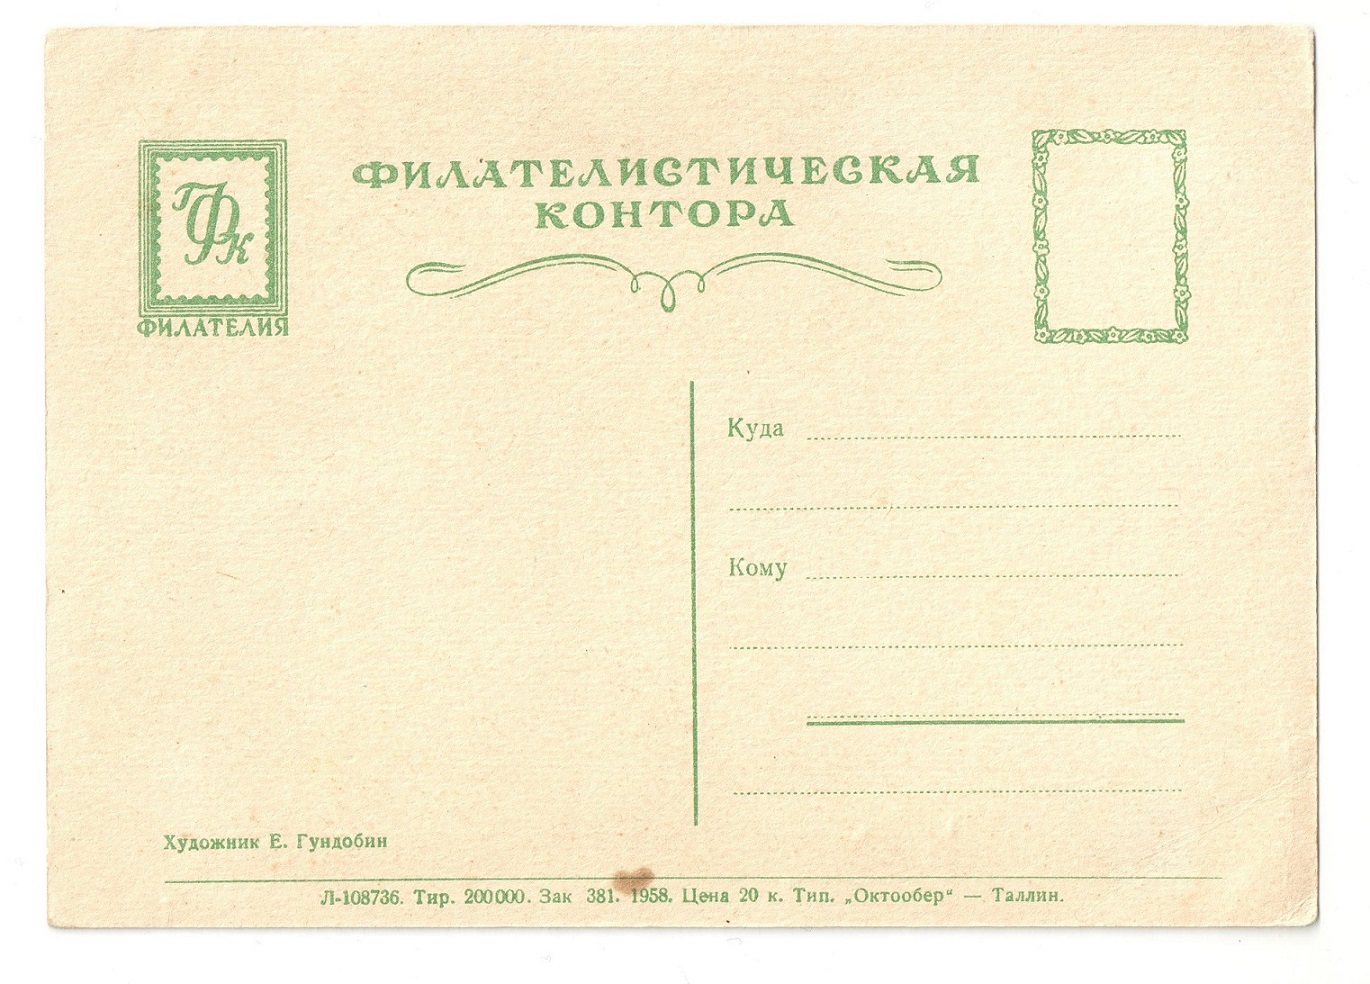 ФИЛАТЕЛИСТИЧЕСКАЯ
КОНТОРА
ГФК
ФИЛАТЕЛИЯ
Куда
Кому
Художник Е. Гундобин
Л-108736. Тир. 200000. Зак 381. 1958. Цена 20 к. Тип. „Октообер“ — Таллин.